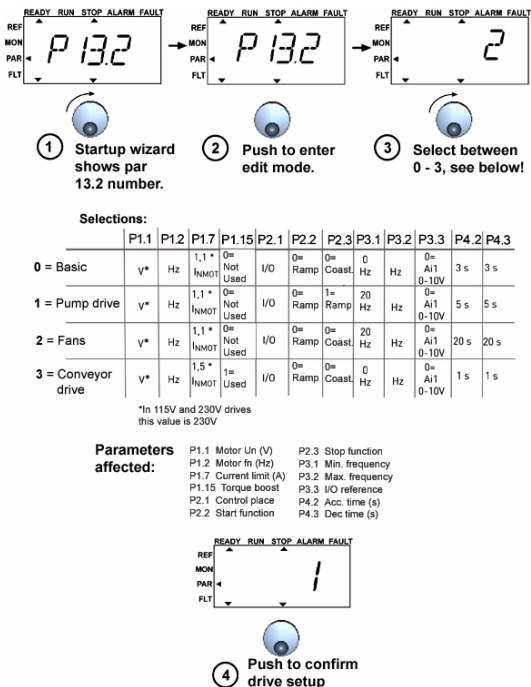 READY RUN STOP ALARM FAULT
REF
MON
PAR
FLT
P13.2
READY RUN STOP ALARM FAULT
REF
MON
PAR
FLT
P13.2
READY RUN STOP ALARM FAULT
REF
MON
PAR
FLT
2
1 Startup wizard
shows par
13.2 number.
2 Push to enter
edit mode.
3 Select between
0 - 3, see below!
Selections:
P1.1 P1.2 P1.7 P1.15 P2.1 P2.2 P2.3 P3.1 P3.2 P3.3 P4.2 P4.3
0 = Basic V* Hz 1,1 * INMOT 0= Not Used I/O 0= Ramp 0= Coast. 0 Hz Hz 0= Ai1 0-10V 3 s 3 s
1 = Pump drive V* Hz 1,1 * INMOT 0= Not Used I/O 0= Ramp 1= Ramp 20 Hz Hz 0= Ai1 0-10V 5 s 5 s
2 = Fans V* Hz 1,1 * INMOT 0= Not Used I/O 0= Ramp 0= Coast. 20 Hz Hz 0= Ai1 0-10V 20 s 20 s
3 = Conveyor drive V* Hz 1,5 * INMOT 1= Used I/O 0= Ramp 0= Coast. 0 Hz Hz 0= Ai1 0-10V 1 s 1 s
*In 115V and 230V drives
this value is 230V
Parameters
affected:
P1.1 Motor Un (V)
P1.2 Motor fn (Hz)
P1.7 Current limit (A)
P1.15 Torque boost
P2.1 Control place
P2.2 Start function
P2.3 Stop function
P3.1 Min. frequency
P3.2 Max. frequency
P3.3 I/O reference
P4.2 Acc. time (s)
P4.3 Dec time (s)
READY RUN STOP ALARM FAULT
REF
MON
PAR
FLT
1
4 Push to confirm
drive setup